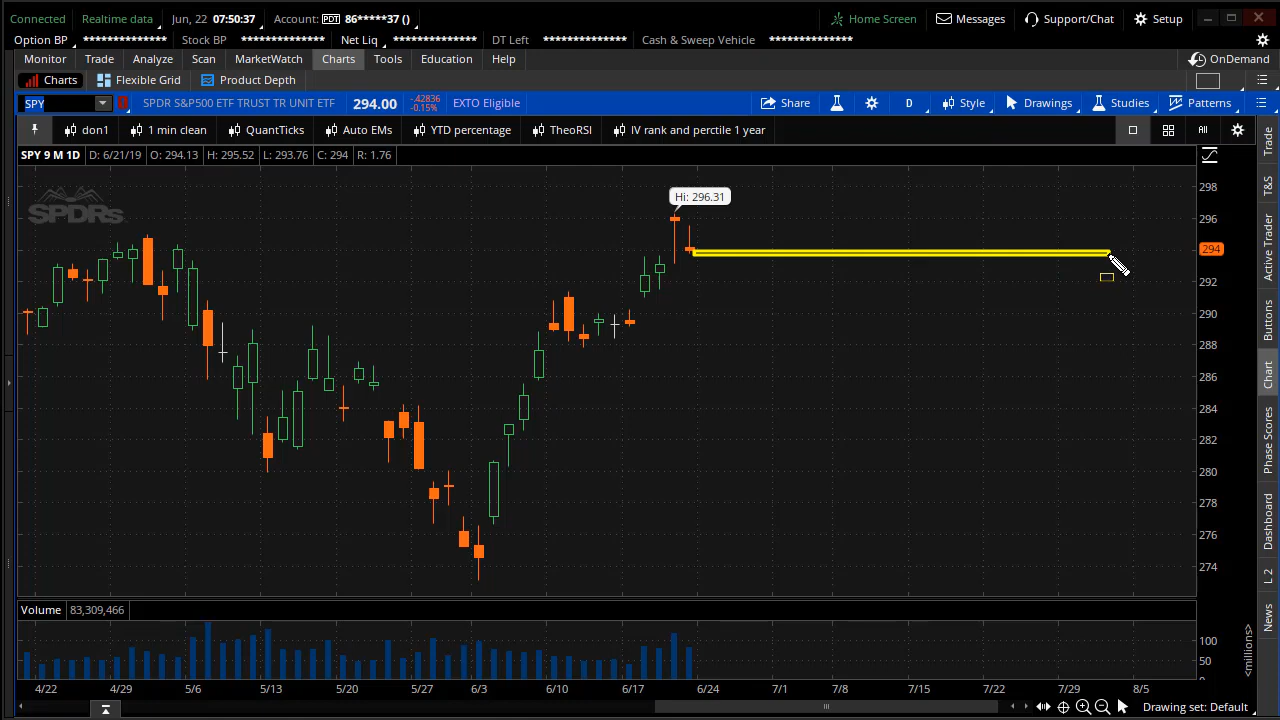 Connected Realtime data Jun, 22 07:50:37 Account: PDT 86*****37 () Home Screen Messages Support/Chat Setup
Option BP ************** Stock BP ************** Net Liq ************** DT Left ************** Cash & Sweep Vehicle **************
Monitor Trade Analyze Scan MarketWatch Charts Tools Education Help OnDemand
Charts Flexible Grid Product Depth
SPY SPDR S&P500 ETF TRUST TR UNIT ETF 294.00 -.42836 -0.15% EXTO Eligible Share D Style Drawings Studies Patterns
don1 1 min clean QuantTicks Auto EMs YTD percentage TheoRSI IV rank and perctile 1 year All
SPY 9 M 1D D: 6/21/19 O: 294.13 H: 295.52 L: 293.76 C: 294 R: 1.76
SPDRs
Hi: 296.31
298
296
294
292
290
288
286
284
282
280
278
276
274
Volume 83,309,466
100
50
0
<millions>
4/22 4/29 5/6 5/13 5/20 5/27 6/3 6/10 6/17 6/24 7/1 7/8 7/15 7/22 7/29 8/5
Drawing set: Default
Trade
T&S
Active Trader
Buttons
Chart
Phase Scores
Dashboard
L 2
News